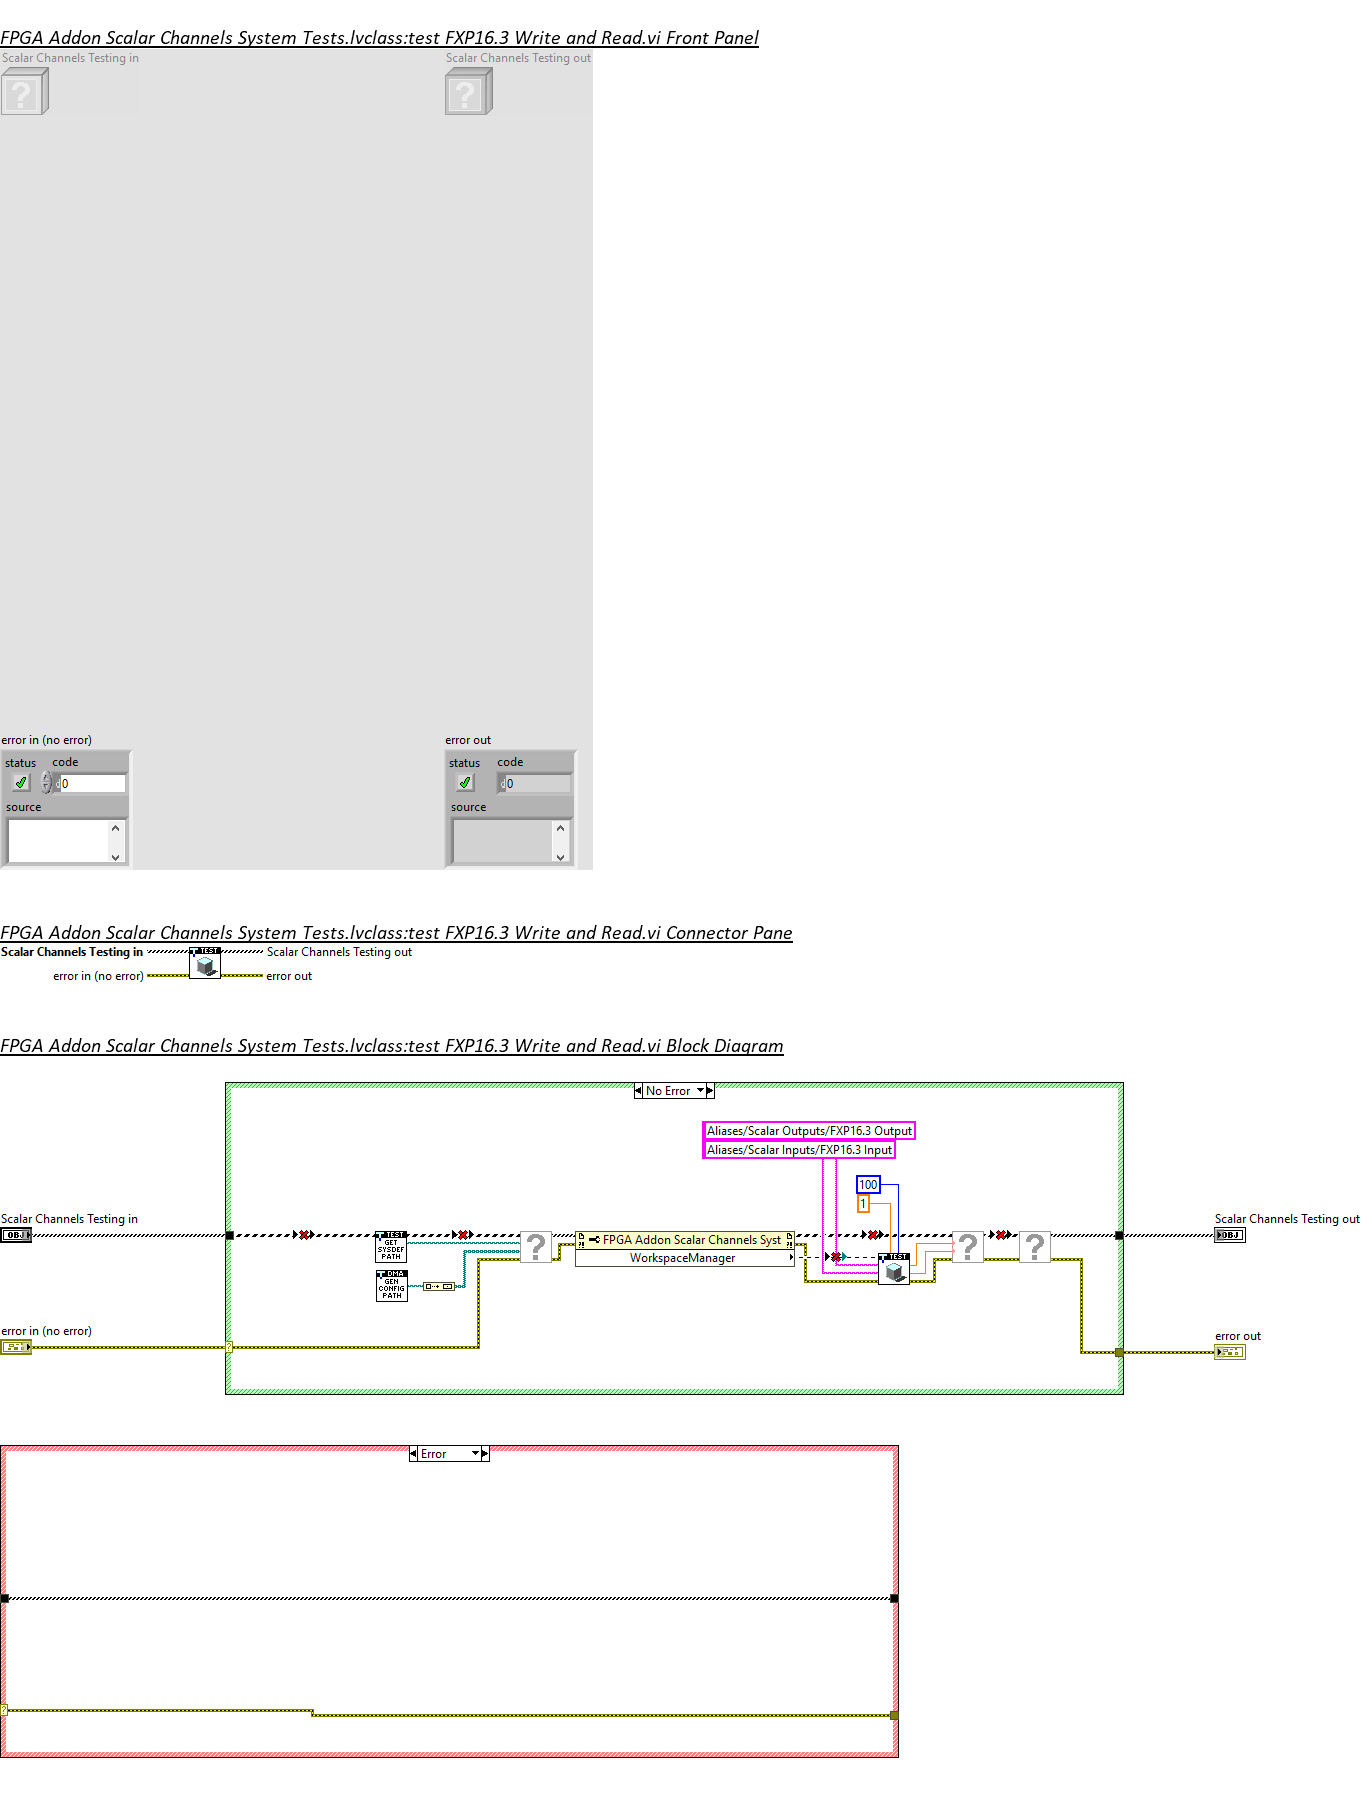 FPGA Addon Scalar Channels System Tests.lvclass:test FXP16.3 Write and Read.vi Front Panel
Scalar Channels Testing in
Scalar Channels Testing out
?
?
error in (no error)
error out
status
code
status
code
d 0
d 0
source
source
FPGA Addon Scalar Channels System Tests.lvclass:test FXP16.3 Write and Read.vi Connector Pane
Scalar Channels Testing in
TEST
Scalar Channels Testing out
error in (no error)
error out
FPGA Addon Scalar Channels System Tests.lvclass:test FXP16.3 Write and Read.vi Block Diagram
No Error
Aliases/Scalar Outputs/FXP16.3 Output
Aliases/Scalar Inputs/FXP16.3 Input
100
1
Scalar Channels Testing in
Scalar Channels Testing out
OBJ
TEST
GET
SYSDEF
PATH
?
FPGA Addon Scalar Channels Syst
WorkspaceManager
TEST
?
?
OBJ
DMA
GEN
CONFIG
PATH
error in (no error)
error out
?
Error
?